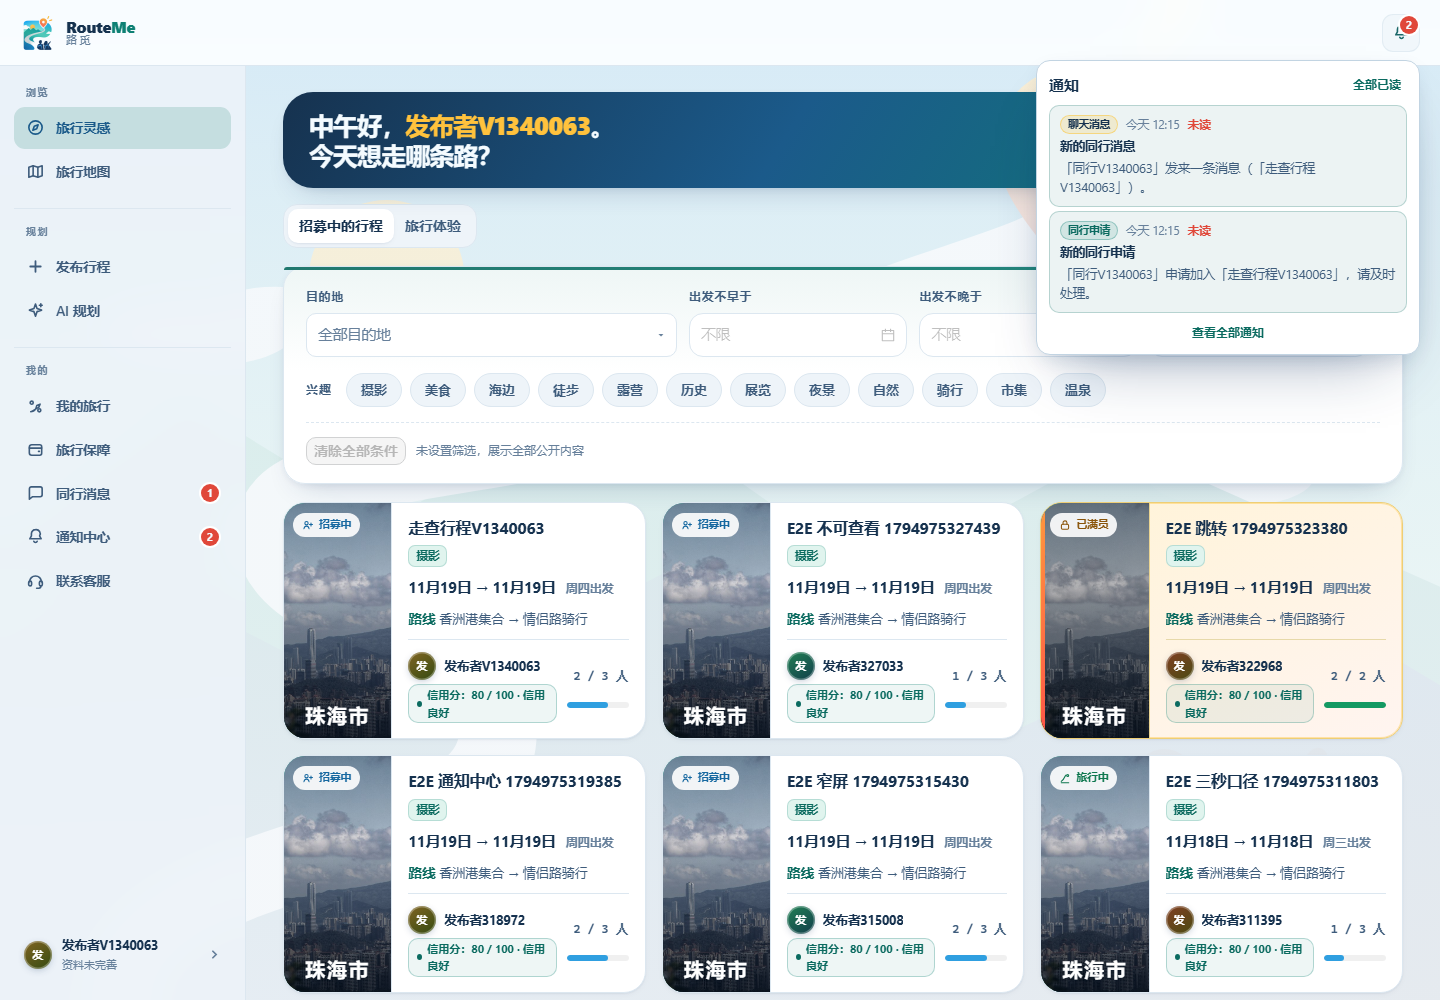 RouteMe
路觅
2
浏览
旅行灵感
旅行地图
规划
发布行程
AI 规划
我的
我的旅行
旅行保障
同行消息
1
通知中心
2
联系客服
发
发布者V1340063
资料未完善
中午好，发布者V1340063。
今天想走哪条路？
招募中的行程
旅行体验
通知
全部已读
聊天消息 今天 12:15 未读
新的同行消息
「同行V1340063」发来一条消息（「走查行程
V1340063」）。
同行申请 今天 12:15 未读
新的同行申请
「同行V1340063」申请加入「走查行程V1340063」，请及时
处理。
查看全部通知
目的地
全部目的地
出发不早于
不限
出发不晚于
不限
兴趣 摄影 美食 海边 徒步 露营 历史 展览 夜景 自然 骑行 市集 温泉
清除全部条件 未设置筛选，展示全部公开内容
招募中
珠海市
走查行程V1340063
摄影
11月19日 → 11月19日 周四出发
路线 香洲港集合 → 情侣路骑行
发 发布者V1340063
信用分：80 / 100 · 信用
良好
2 / 3 人
招募中
珠海市
E2E 不可查看 1794975327439
摄影
11月19日 → 11月19日 周四出发
路线 香洲港集合 → 情侣路骑行
发 发布者327033
信用分：80 / 100 · 信用
良好
1 / 3 人
已满员
珠海市
E2E 跳转 1794975323380
摄影
11月19日 → 11月19日 周四出发
路线 香洲港集合 → 情侣路骑行
发 发布者322968
信用分：80 / 100 · 信用
良好
2 / 2 人
招募中
珠海市
E2E 通知中心 1794975319385
摄影
11月19日 → 11月19日 周四出发
路线 香洲港集合 → 情侣路骑行
发 发布者318972
信用分：80 / 100 · 信用
良好
2 / 3 人
招募中
珠海市
E2E 窄屏 1794975315430
摄影
11月19日 → 11月19日 周四出发
路线 香洲港集合 → 情侣路骑行
发 发布者315008
信用分：80 / 100 · 信用
良好
2 / 3 人
旅行中
珠海市
E2E 三秒口径 1794975311803
摄影
11月18日 → 11月18日 周三出发
路线 香洲港集合 → 情侣路骑行
发 发布者311395
信用分：80 / 100 · 信用
良好
1 / 3 人